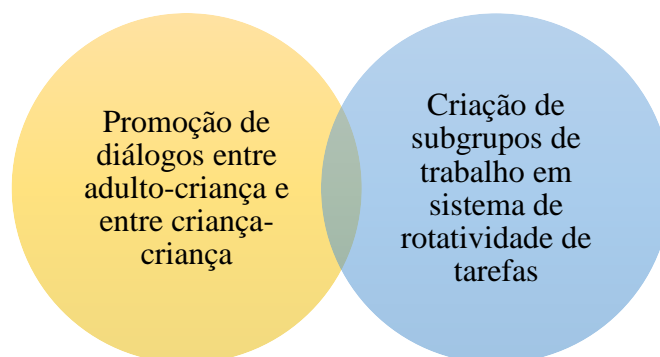 Promoção de
diálogos entre
adulto-criança e
entre criança-
criança
Criação de
subgrupos de
trabalho em
sistema de
rotatividade de
tarefas